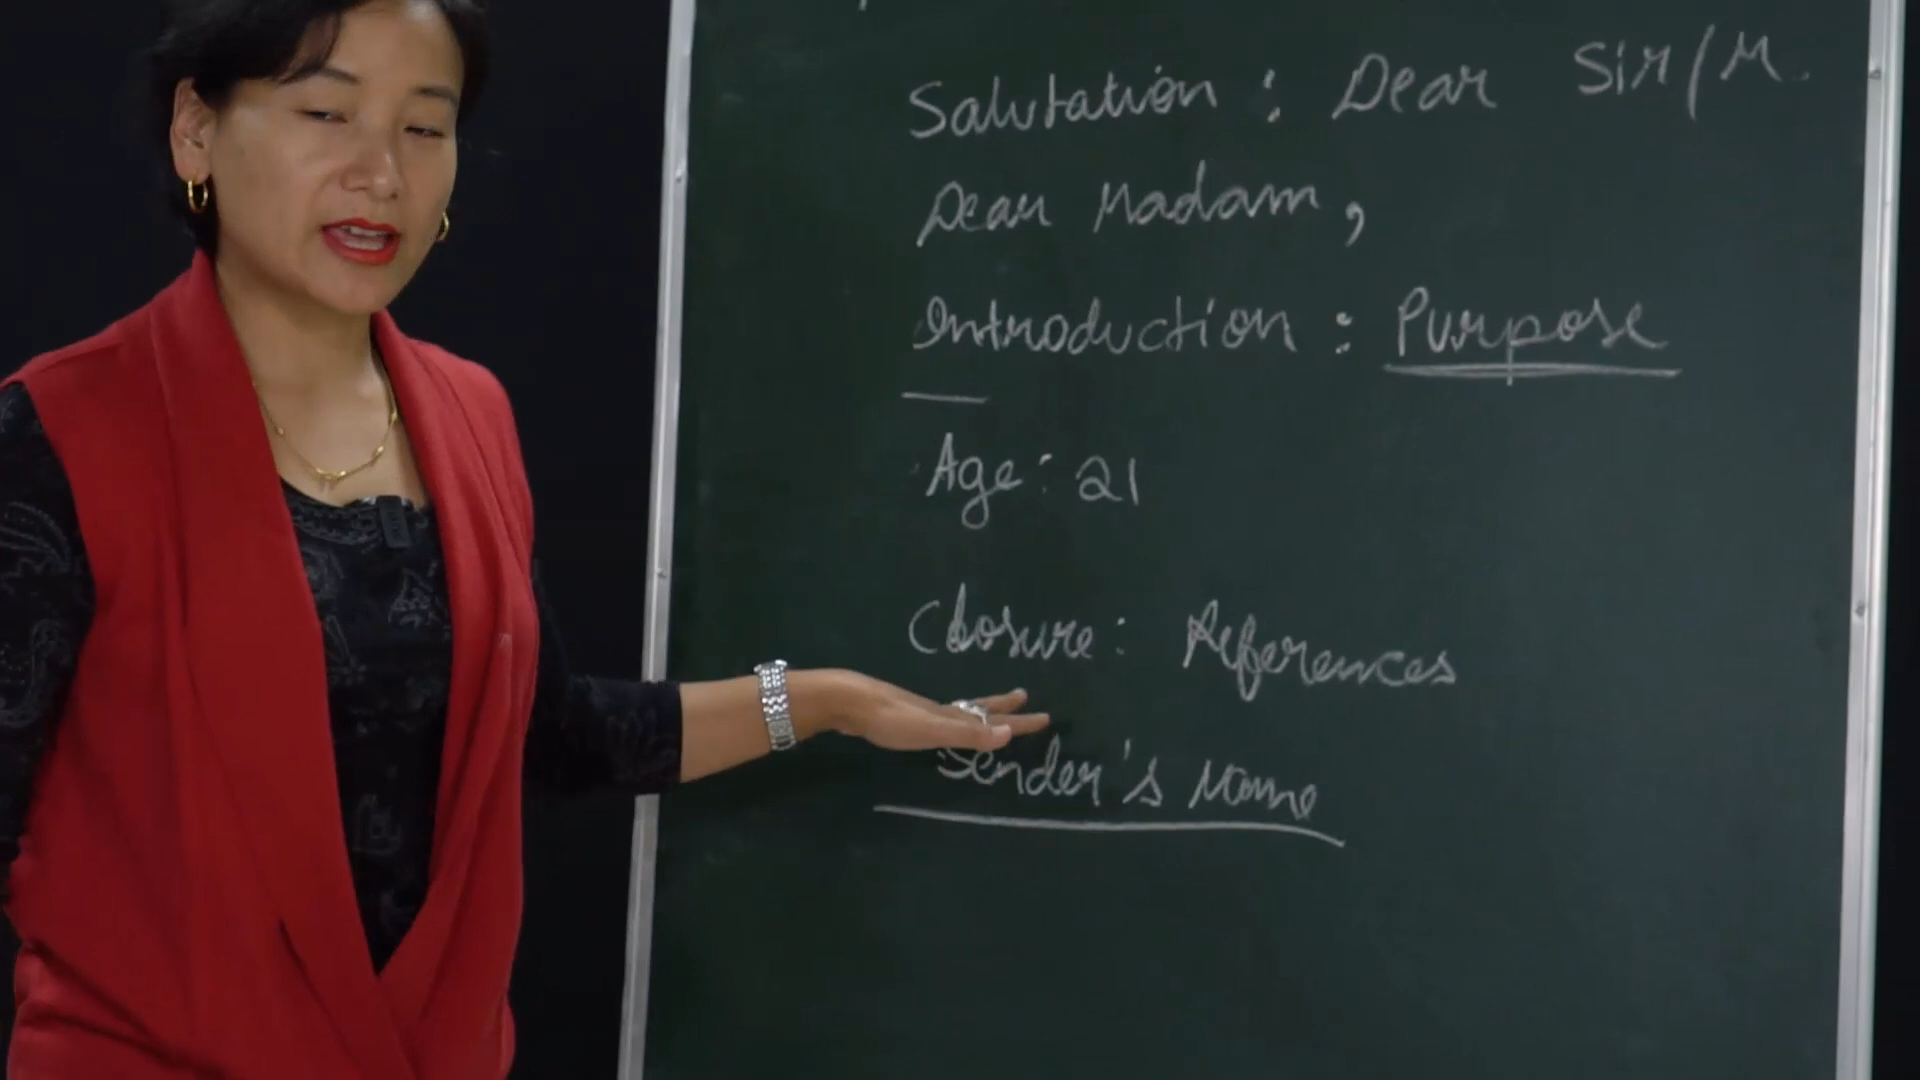 Salutation : Dear Sir/M.
Dear Madam,
Introduction : Purpose
Age : 21
Closure : References
Sender's Name